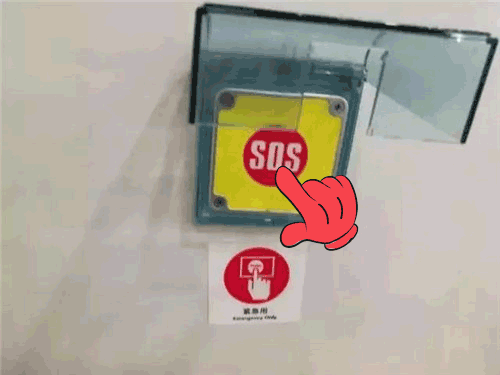 SOS
緊急用
Emergency Only